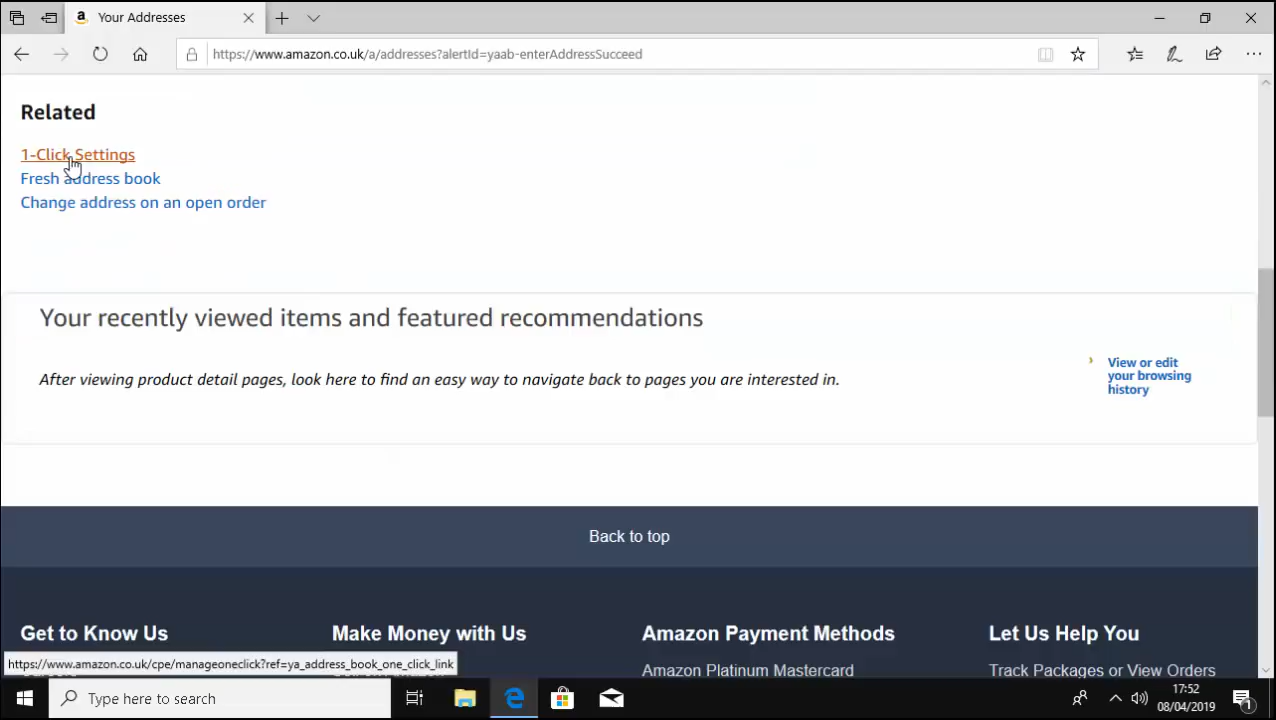 Your Addresses
https://www.amazon.co.uk/a/addresses?alertId=yaab-enterAddressSucceed
Related
1-Click Settings
Fresh address book
Change address on an open order
Your recently viewed items and featured recommendations
After viewing product detail pages, look here to find an easy way to navigate back to pages you are interested in.
› View or edit
your browsing
history
Back to top
Get to Know Us
Make Money with Us
Amazon Payment Methods
Let Us Help You
https://www.amazon.co.uk/cpe/manageoneclick?ref=ya_address_book_one_click_link
Amazon Platinum Mastercard
Track Packages or View Orders
Type here to search
17:52
08/04/2019
1